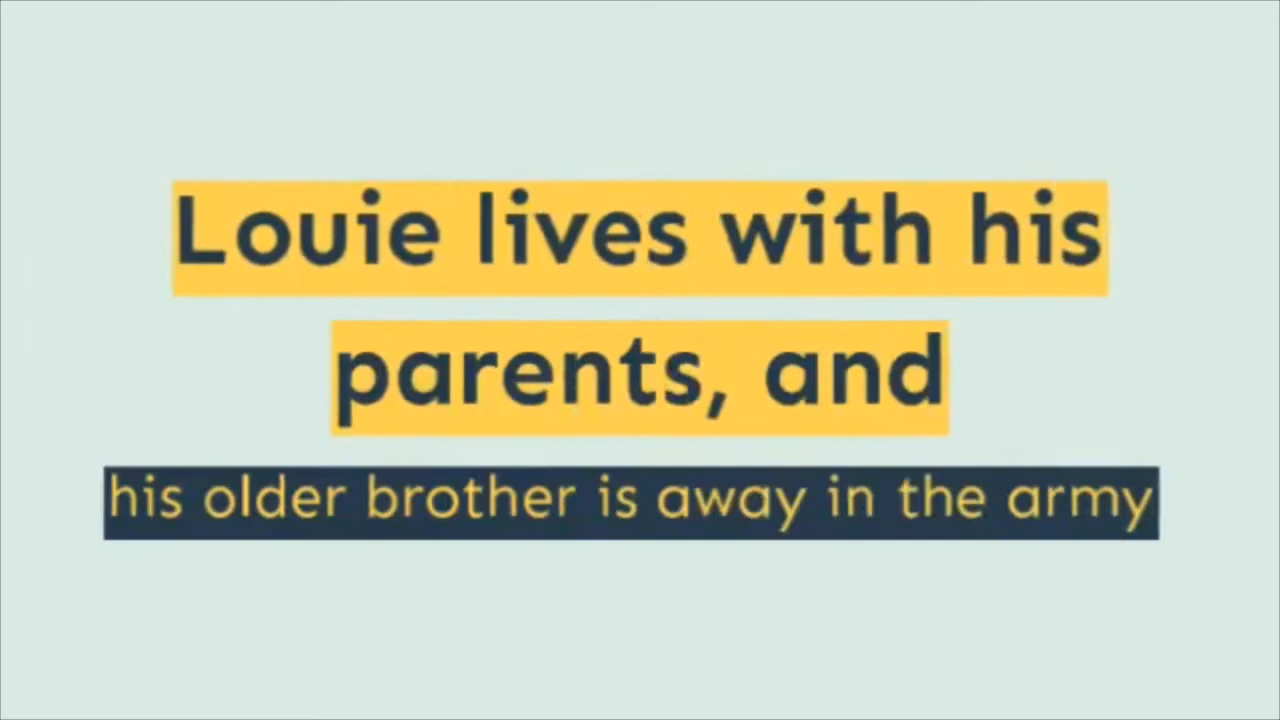 Louie lives with his
parents, and
his older brother is away in the army